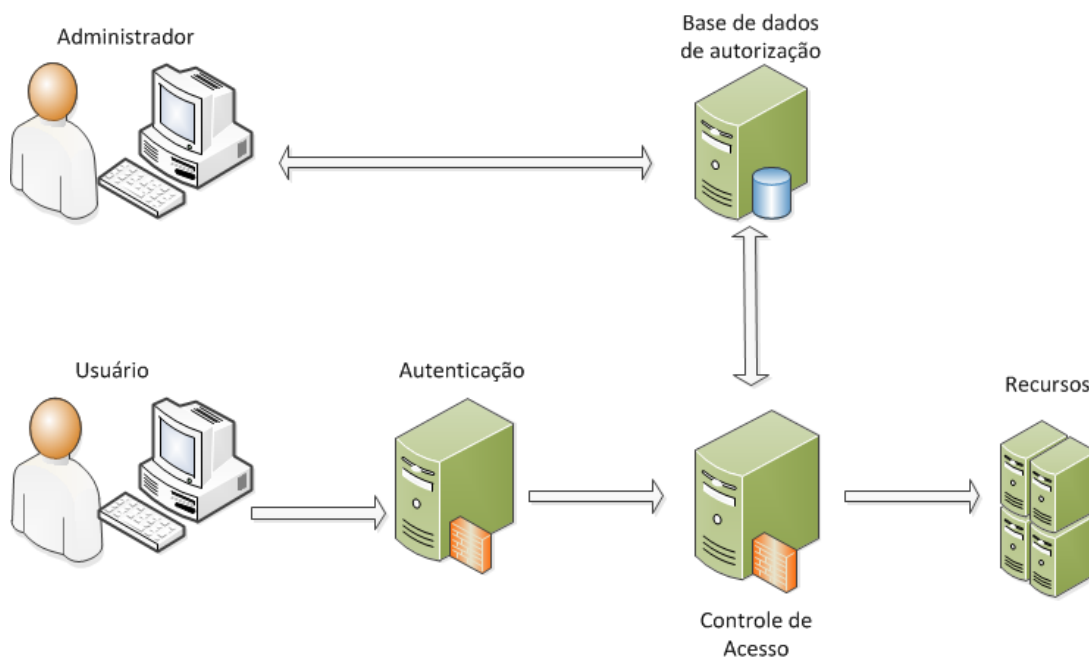 Administrador
Base de dados
de autorização
Usuário
Autenticação
Recursos
Controle de
Acesso